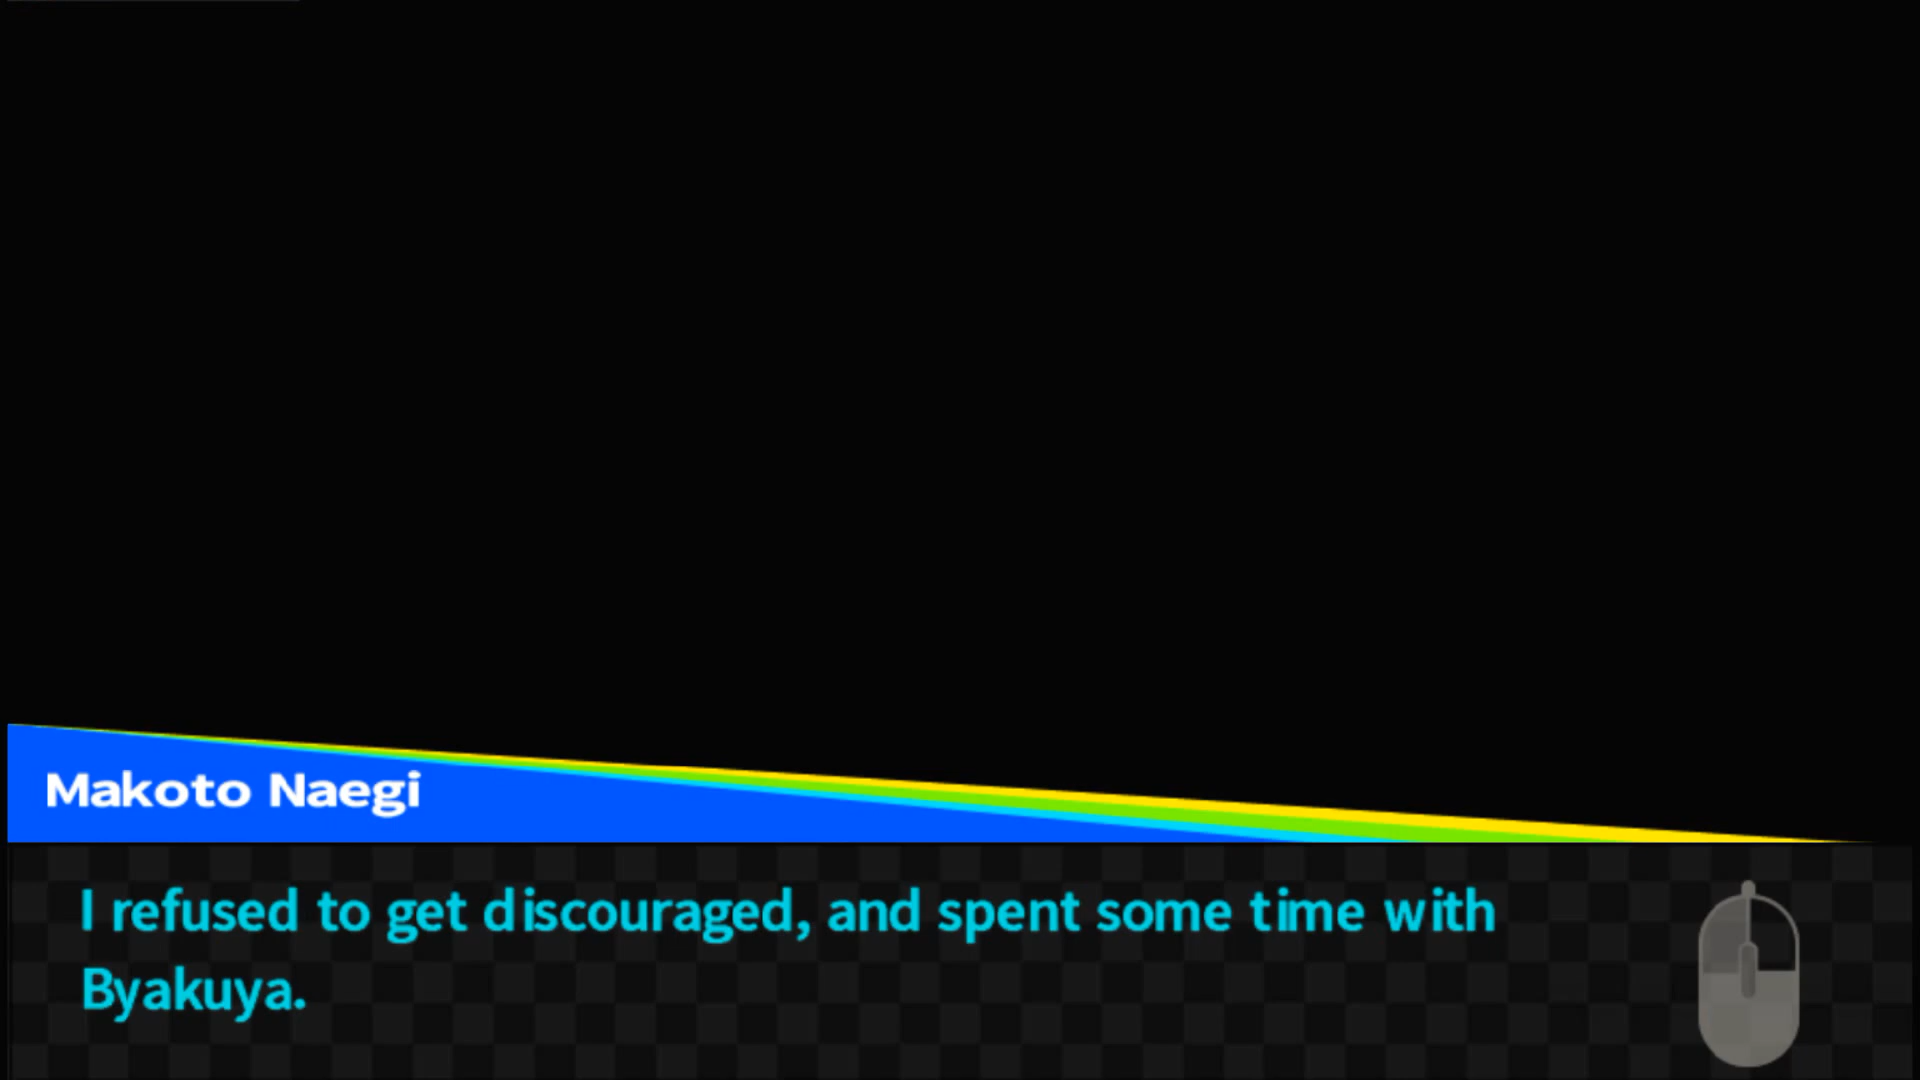 Makoto Naegi
I refused to get discouraged, and spent some time with
Byakuya.